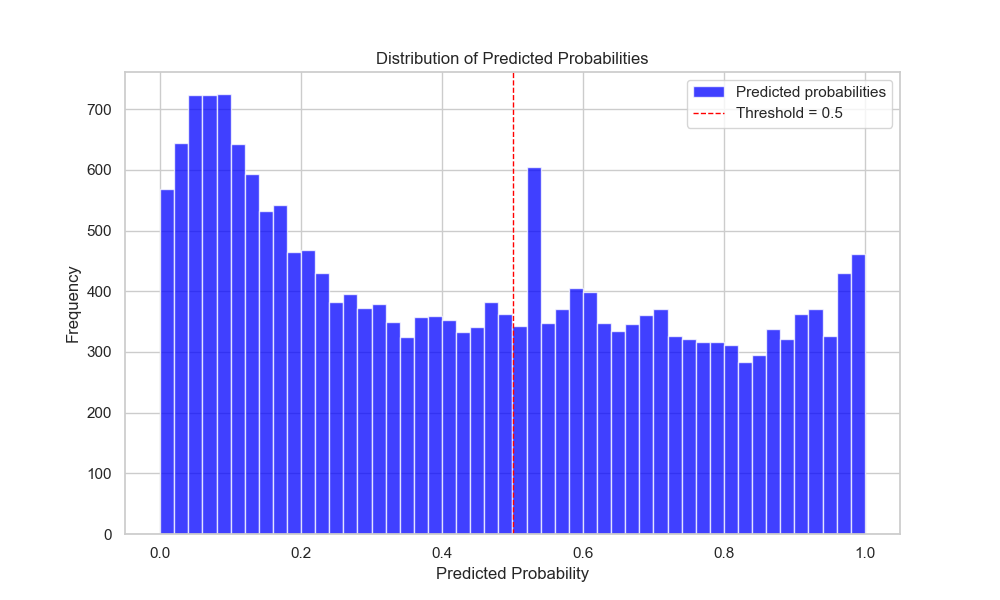 Distribution of Predicted Probabilities
Predicted probabilities
Threshold = 0.5
Frequency
700
600
500
400
300
200
100
0
0.0 0.2 0.4 0.6 0.8 1.0
Predicted Probability